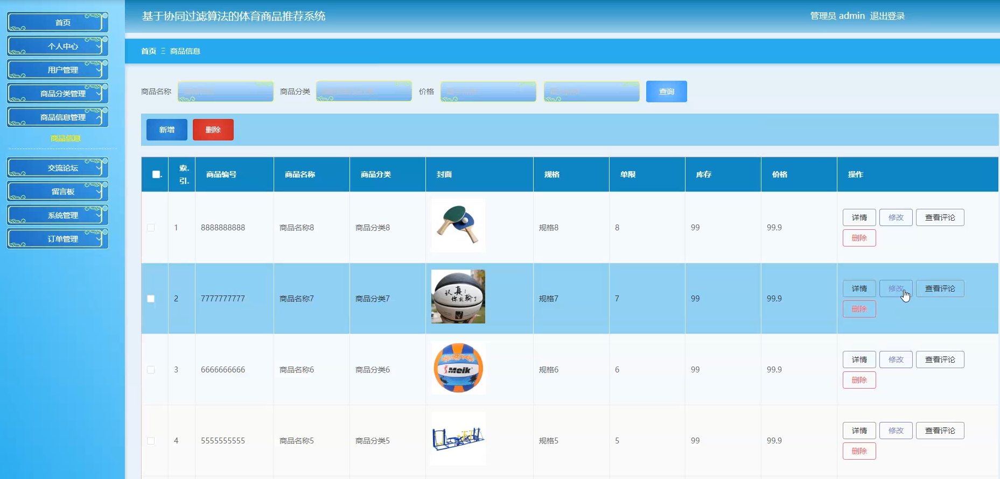 基于协同过滤算法的体育商品推荐系统
管理员 admin 退出登录
首页
个人中心
用户管理
商品分类管理
商品信息管理
商品信息
交流论坛
留言板
系统管理
订单管理
首页 Ξ 商品信息
商品名称 商品分类 价格 查询
新增 删除
索.引. 商品编号 商品名称 商品分类 封面 规格 单限 库存 价格 操作
1 8888888888 商品名称8 商品分类8 规格8 8 99 99.9 详情 修改 查看评论
删除
2 7777777777 商品名称7 商品分类7 规格7 7 99 99.9 详情 修改 查看评论
认真!
你就输了
删除
3 6666666666 商品名称6 商品分类6 Meik 规格6 6 99 99.9 详情 修改 查看评论
删除
4 5555555555 商品名称5 商品分类5 规格5 5 99 99.9 详情 修改 查看评论
删除